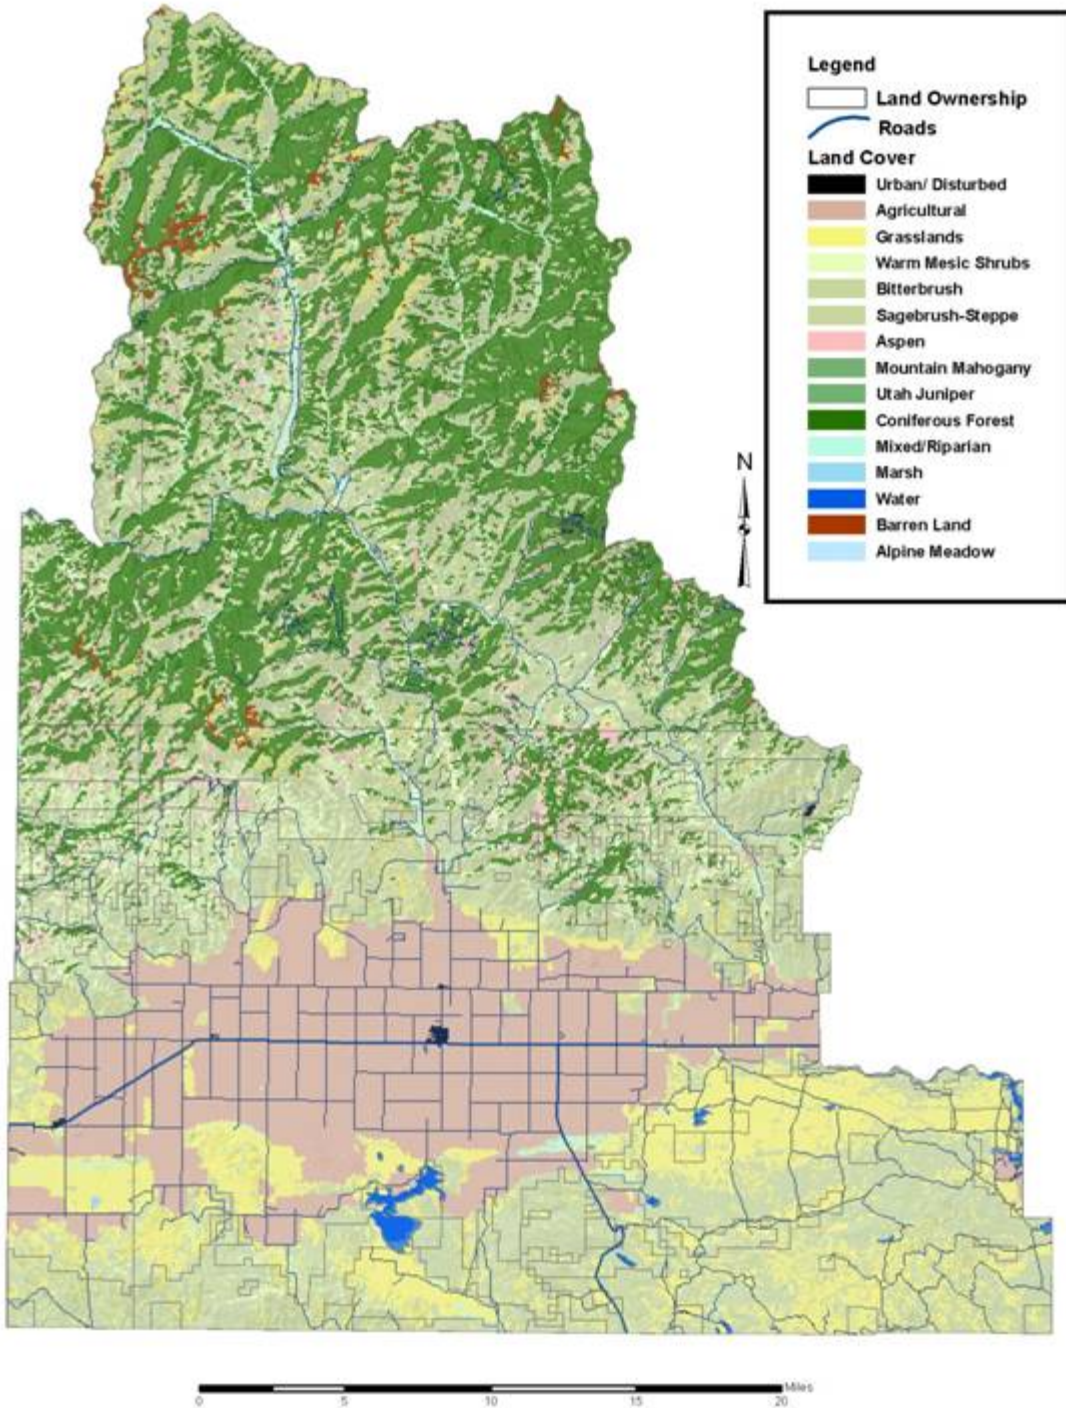 Legend
Land Ownership
Roads
Land Cover
Urban/ Disturbed
Agricultural
Grasslands
Warm Mesic Shrubs
Bitterbrush
Sagebrush-Steppe
Aspen
Mountain Mahogany
Utah Juniper
Coniferous Forest
Mixed/Riparian
Marsh
Water
Barren Land
Alpine Meadow
N
Miles
0 5 10 15 20